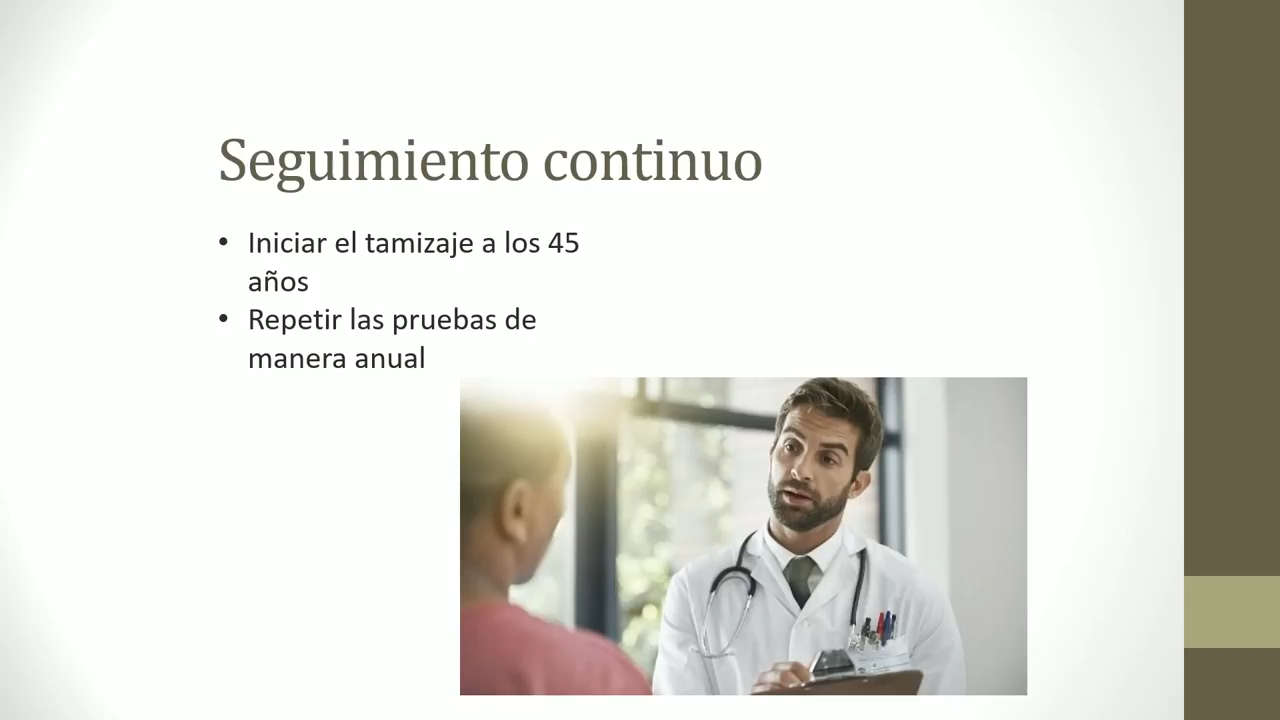 Seguimiento continuo
• Iniciar el tamizaje a los 45
años
• Repetir las pruebas de
manera anual